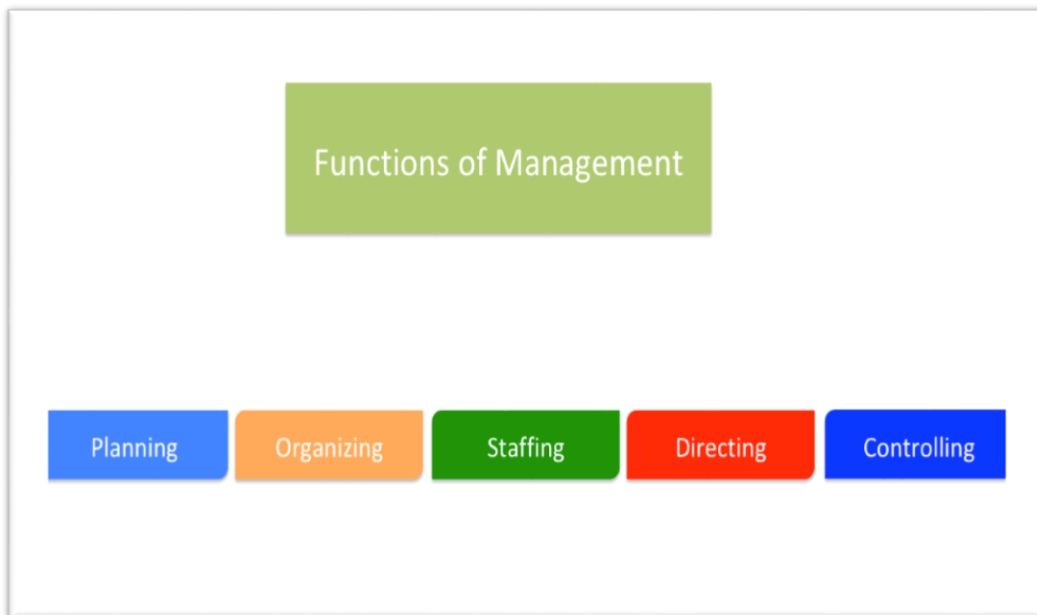 Functions of Management
Planning
Organizing
Staffing
Directing
Controlling